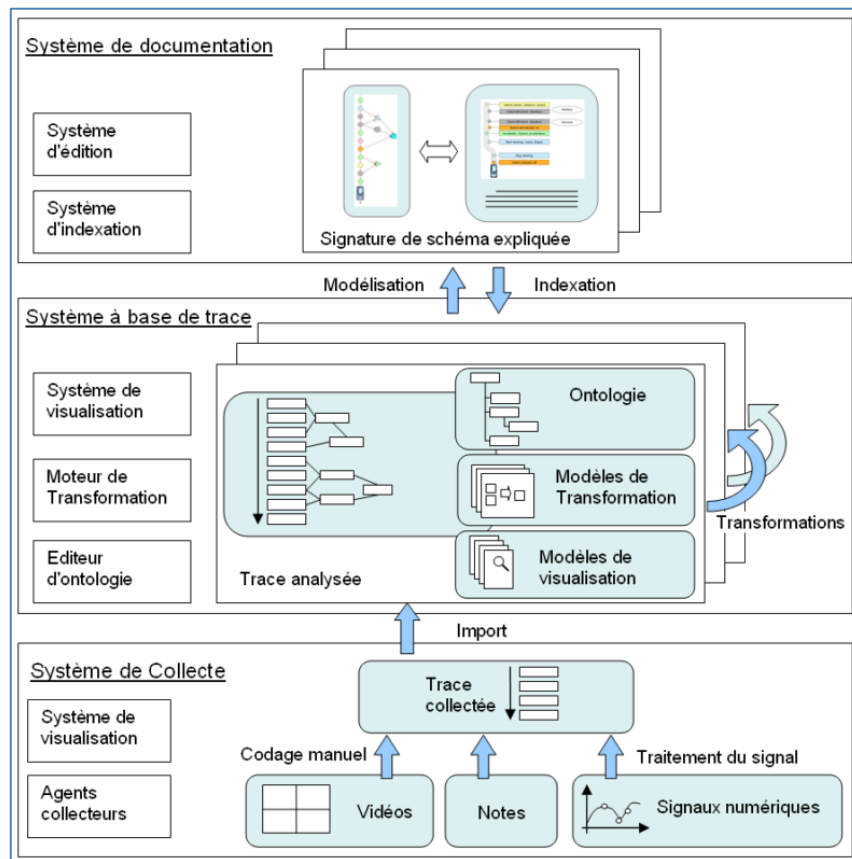 Système de documentation
Système
d'édition
Système
d'indexation
Signature de schéma expliquée
Modélisation
Indexation
Système à base de trace
Système de
visualisation
Moteur de
Transformation
Editeur
d'ontologie
Ontologie
Modèles de
Transformation
Modèles de
visualisation
Trace analysée
Transformations
Import
Système de Collecte
Système de
visualisation
Agents
collecteurs
Trace
collectée
Codage manuel
Traitement du signal
Vidéos
Notes
Signaux numériques